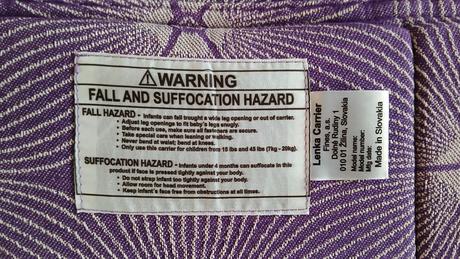 ⚠WARNING
FALL AND SUFFOCATION HAZARD
FALL HAZARD - Infants can fall trought a wide leg opening or out of carrier.
• Adjust leg openings to fit baby's legs snugly.
• Before each use, make sure all fasteners are secure.
• Take special care when leaning or walking.
• Never bend at waist; bend at knees.
• Only use this carrier for children from 15 lbs and 45 lbs (7kg - 20kg).
SUFFOCATION HAZARD - Infants under 4 months can suffocate in this
product if face is pressed tightly against your body.
• Do not strap infant too tightly against your body.
• Allow room for head movement.
• Keep infant's face free from obstructions at all times.
Lenka Carrier
Firses, a.s.
Dolné Rudiny 1
010 01 Žilina, Slovakia
Model name:
Model number:
Mfg date:
Made in Slovakia